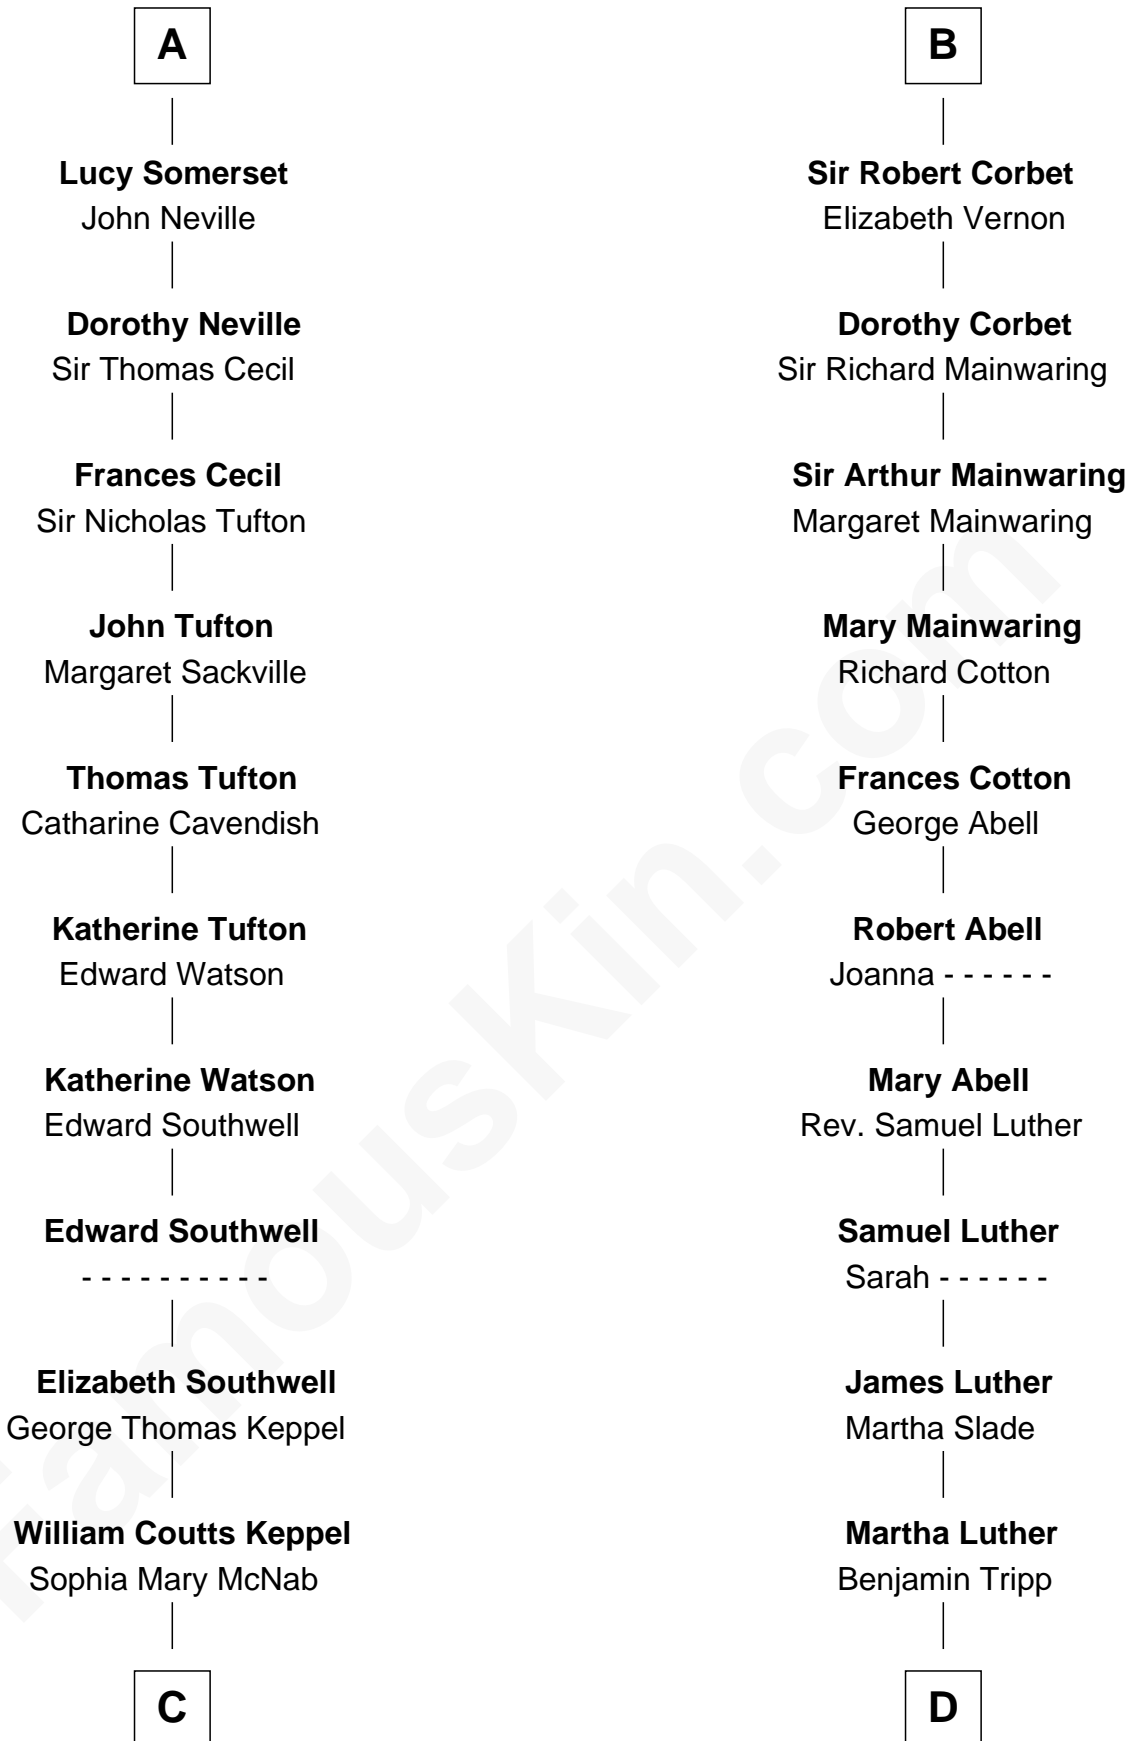 A
Lucy Somerset
John Neville
Dorothy Neville
Sir Thomas Cecil
Frances Cecil
Sir Nicholas Tufton
John Tufton
Margaret Sackville
Thomas Tufton
Catharine Cavendish
Katherine Tufton
Edward Watson
Katherine Watson
Edward Southwell
Edward Southwell
- - - - - - - - - -
Elizabeth Southwell
George Thomas Keppel
William Coutts Keppel
Sophia Mary McNab
C
B
Sir Robert Corbet
Elizabeth Vernon
Dorothy Corbet
Sir Richard Mainwaring
Sir Arthur Mainwaring
Margaret Mainwaring
Mary Mainwaring
Richard Cotton
Frances Cotton
George Abell
Robert Abell
Joanna - - - - - -
Mary Abell
Rev. Samuel Luther
Samuel Luther
Sarah - - - - - -
James Luther
Martha Slade
Martha Luther
Benjamin Tripp
D
FamousKin.com